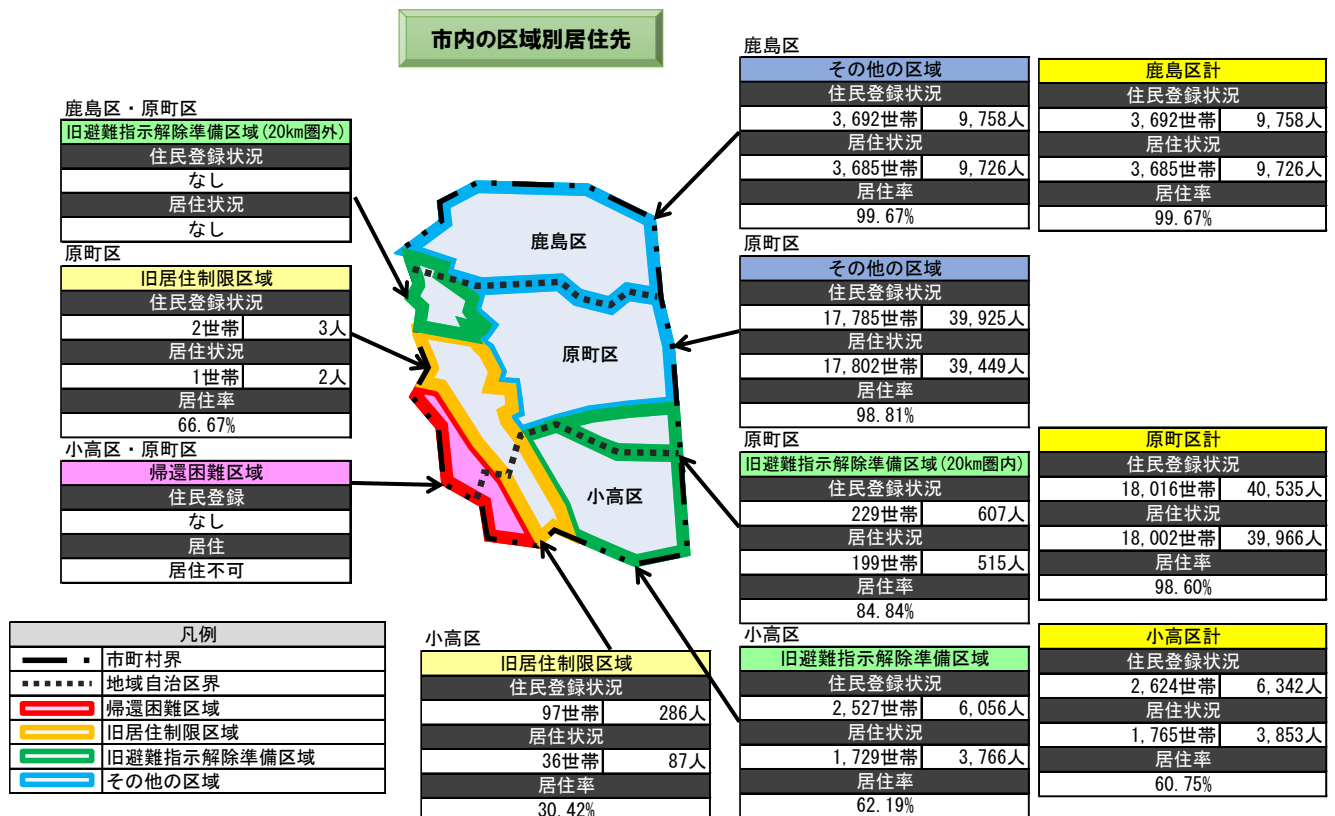 市内の区域別居住先
鹿島区・原町区
旧避難指示解除準備区域(20km圏外)
住民登録状況
なし
居住状況
なし
原町区
旧居住制限区域
住民登録状況
2世帯 3人
居住状況
1世帯 2人
居住率
66.67%
小高区・原町区
帰還困難区域
住民登録
なし
居住
居住不可
鹿島区
原町区
小高区
鹿島区
その他の区域
住民登録状況
3,692世帯 9,758人
居住状況
3,685世帯 9,726人
居住率
99.67%
鹿島区計
住民登録状況
3,692世帯 9,758人
居住状況
3,685世帯 9,726人
居住率
99.67%
原町区
その他の区域
住民登録状況
17,785世帯 39,925人
居住状況
17,802世帯 39,449人
居住率
98.81%
原町区
旧避難指示解除準備区域(20km圏内)
住民登録状況
229世帯 607人
居住状況
199世帯 515人
居住率
84.84%
原町区計
住民登録状況
18,016世帯 40,535人
居住状況
18,002世帯 39,966人
居住率
98.60%
凡例
市町村界
地域自治区界
帰還困難区域
旧居住制限区域
旧避難指示解除準備区域
その他の区域
小高区
旧居住制限区域
住民登録状況
97世帯 286人
居住状況
36世帯 87人
居住率
30.42%
小高区
旧避難指示解除準備区域
住民登録状況
2,527世帯 6,056人
居住状況
1,729世帯 3,766人
居住率
62.19%
小高区計
住民登録状況
2,624世帯 6,342人
居住状況
1,765世帯 3,853人
居住率
60.75%